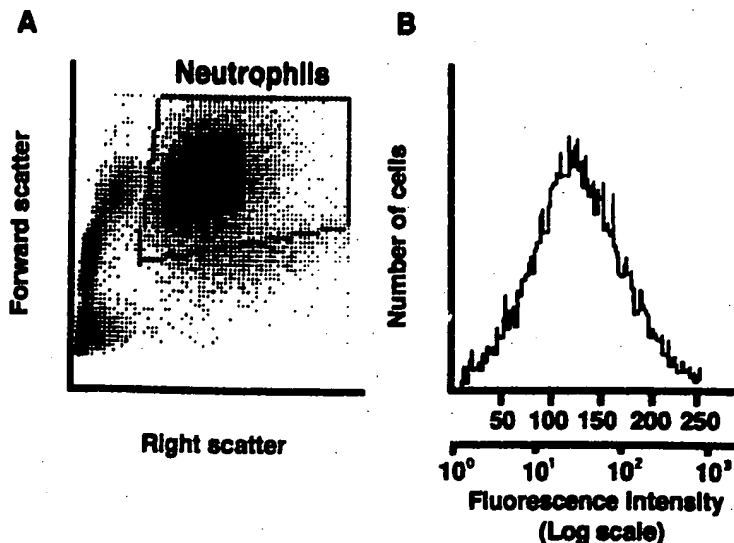 A
Neutrophils
Forward scatter
Right scatter
B
Number of cells
50 100 150 200 250
10⁰ 10¹ 10² 10³
Fluorescence intensity
(Log scale)